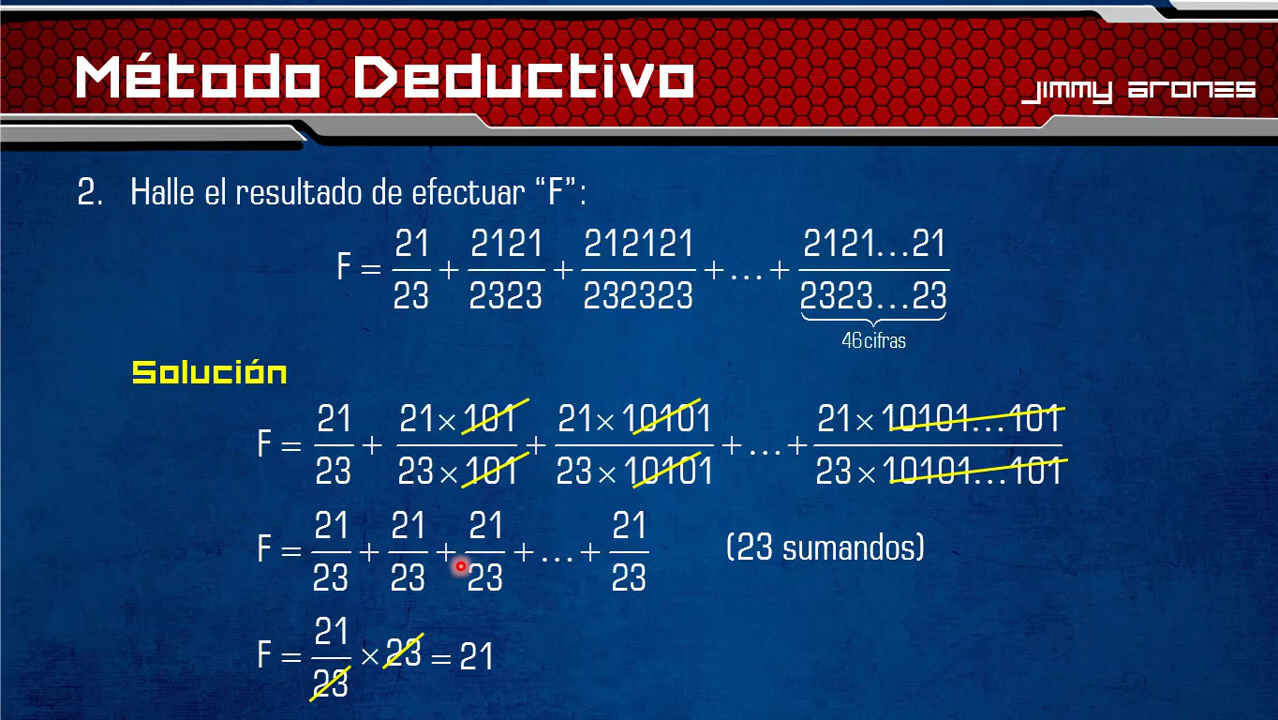 Método Deductivo
Jimmy Arones
2. Halle el resultado de efectuar “F”:
F = 21/23 + 2121/2323 + 212121/232323 + ... + 2121...21/2323...23
46 cifras
Solución
F = 21/23 + 21×101/23×101 + 21×10101/23×10101 + ... + 21×10101...101/23×10101...101
F = 21/23 + 21/23 + 21/23 + ... + 21/23 (23 sumandos)
F = 21/23 × 23 = 21